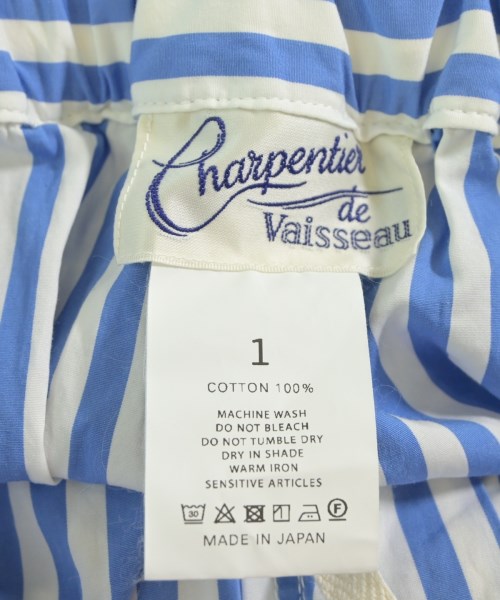 Charpentier
de
Vaisseau
1
COTTON 100%
MACHINE WASH
DO NOT BLEACH
DO NOT TUMBLE DRY
DRY IN SHADE
WARM IRON
SENSITIVE ARTICLES
30 F
MADE IN JAPAN